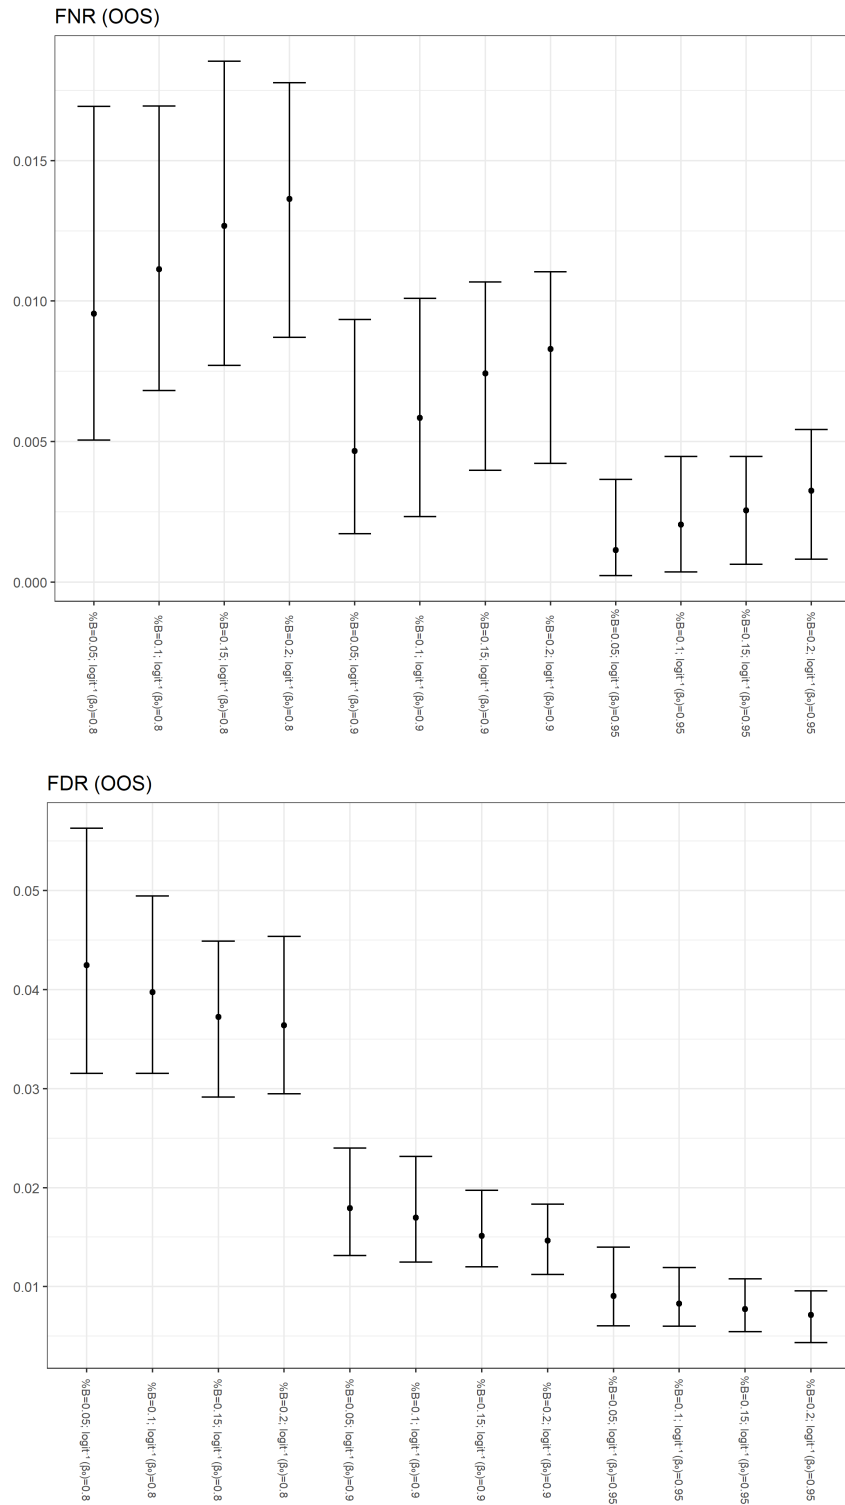 FNR (OOS)
0.015
0.010
0.005
0.000
%B=0.05; logit⁻¹ (β₀)=0.8
%B=0.1; logit⁻¹ (β₀)=0.8
%B=0.15; logit⁻¹ (β₀)=0.8
%B=0.2; logit⁻¹ (β₀)=0.8
%B=0.05; logit⁻¹ (β₀)=0.9
%B=0.1; logit⁻¹ (β₀)=0.9
%B=0.15; logit⁻¹ (β₀)=0.9
%B=0.2; logit⁻¹ (β₀)=0.9
%B=0.05; logit⁻¹ (β₀)=0.95
%B=0.1; logit⁻¹ (β₀)=0.95
%B=0.15; logit⁻¹ (β₀)=0.95
%B=0.2; logit⁻¹ (β₀)=0.95
FDR (OOS)
0.05
0.04
0.03
0.02
0.01
%B=0.05; logit⁻¹ (β₀)=0.8
%B=0.1; logit⁻¹ (β₀)=0.8
%B=0.15; logit⁻¹ (β₀)=0.8
%B=0.2; logit⁻¹ (β₀)=0.8
%B=0.05; logit⁻¹ (β₀)=0.9
%B=0.1; logit⁻¹ (β₀)=0.9
%B=0.15; logit⁻¹ (β₀)=0.9
%B=0.2; logit⁻¹ (β₀)=0.9
%B=0.05; logit⁻¹ (β₀)=0.95
%B=0.1; logit⁻¹ (β₀)=0.95
%B=0.15; logit⁻¹ (β₀)=0.95
%B=0.2; logit⁻¹ (β₀)=0.95